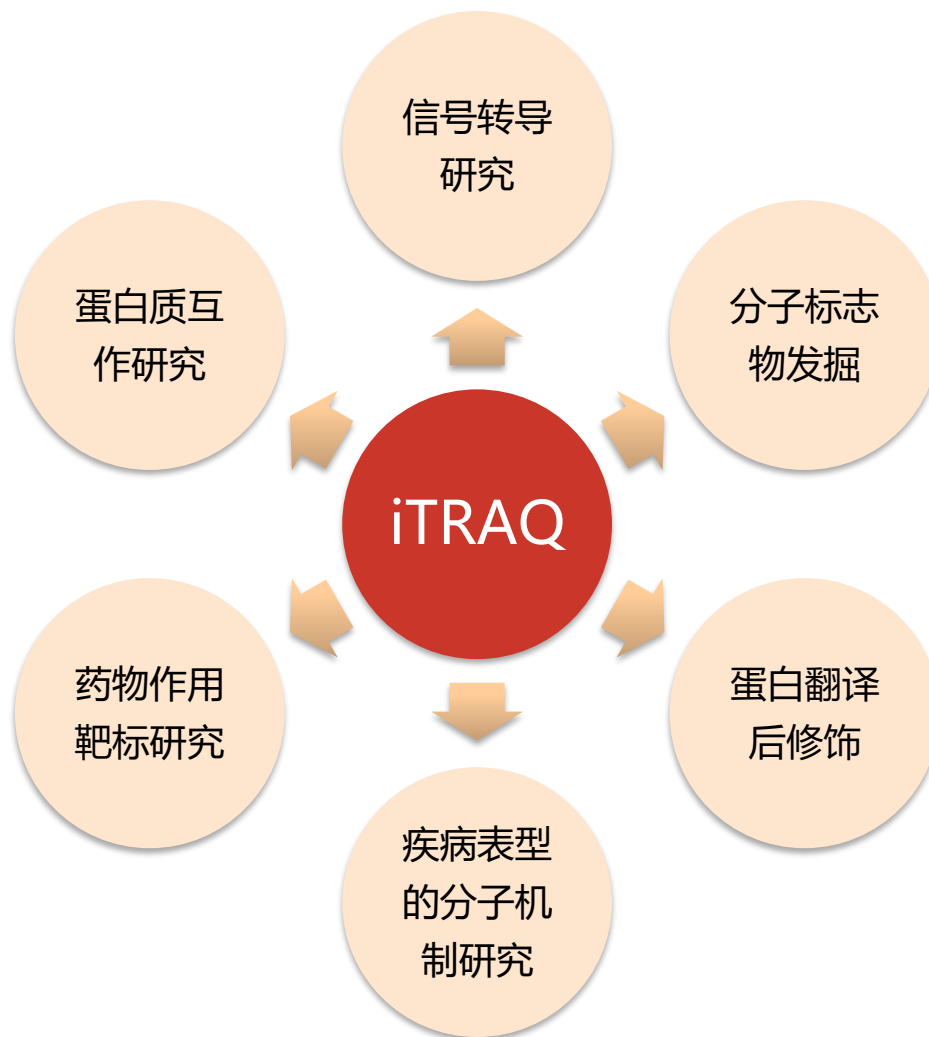 信号转导
研究
蛋白质互
作研究
分子标志
物发掘
iTRAQ
药物作用
靶标研究
蛋白翻译
后修饰
疾病表型
的分子机
制研究